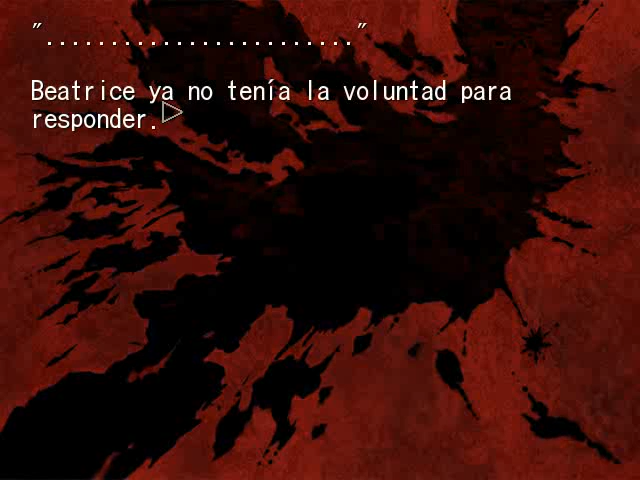 "........................"
Beatrice ya no tenía la voluntad para
responder.